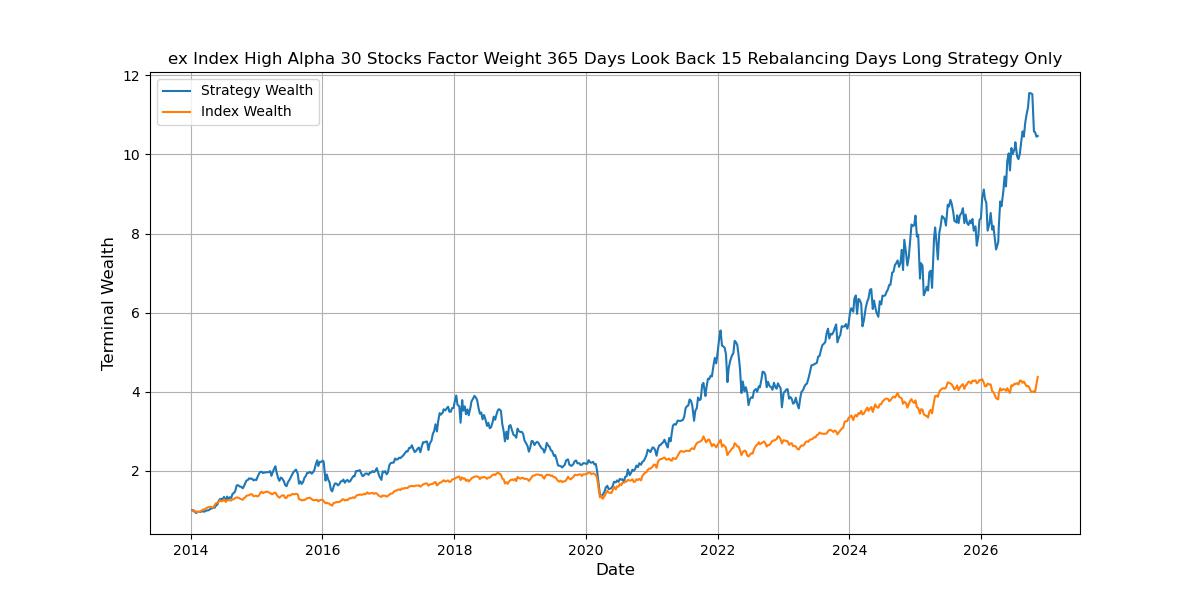 ex Index High Alpha 30 Stocks Factor Weight 365 Days Look Back 15 Rebalancing Days Long Strategy Only
Strategy Wealth
Index Wealth
12
10
8
6
4
2
Terminal Wealth
2014
2016
2018
2020
2022
2024
2026
Date